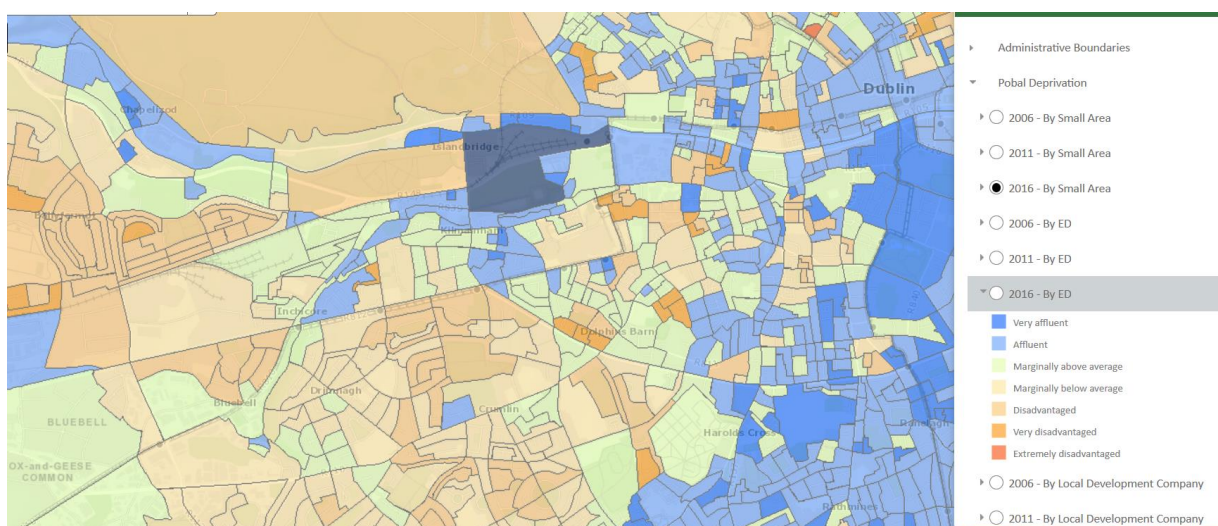 Chapelizod
Islandbridge
Dublin
Ballyfermot
Kilmainham
Inchicore
Dolphins Barn
Drimnagh
Bluebell
Crumlin
BLUEBELL
Harolds Cross
Ranelagh
OX-and-GEESE
COMMON
Rathmines
Administrative Boundaries
Pobal Deprivation
2006 - By Small Area
2011 - By Small Area
2016 - By Small Area
2006 - By ED
2011 - By ED
2016 - By ED
Very affluent
Affluent
Marginally above average
Marginally below average
Disadvantaged
Very disadvantaged
Extremely disadvantaged
2006 - By Local Development Company
2011 - By Local Development Company